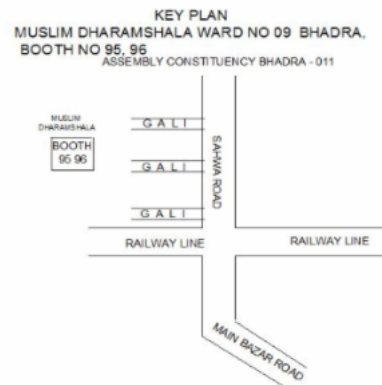 KEY PLAN
MUSLIM DHARAMSHALA WARD NO 09 BHADRA,
BOOTH NO 95, 96
ASSEMBLY CONSTITUENCY BHADRA - 011
MUSLIM
DHARAMSHALA
BOOTH
95 96
GALI
GALI
GALI
SAHWA ROAD
RAILWAY LINE
RAILWAY LINE
MAIN BAZAR ROAD